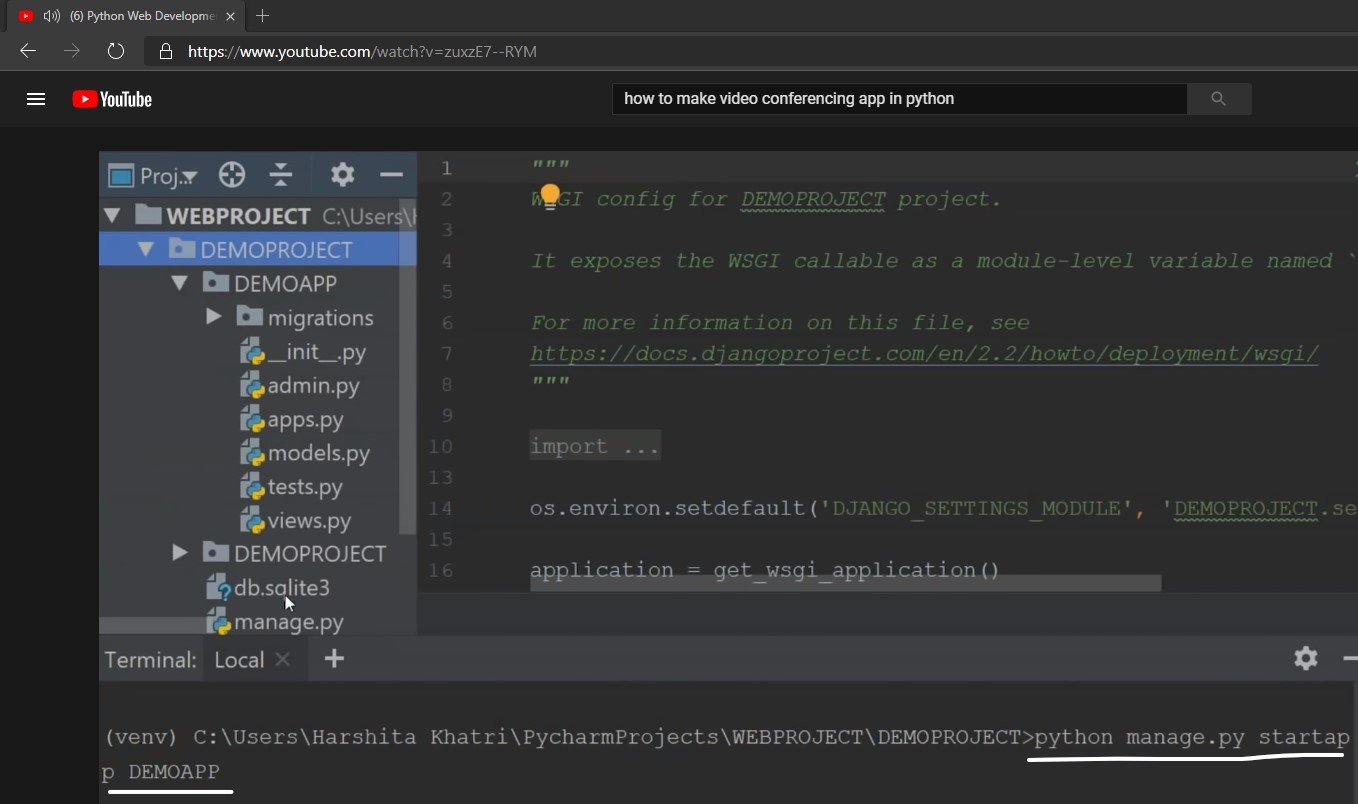 (6) Python Web Developme
https://www.youtube.com/watch?v=zuxzE7--RYM
YouTube
how to make video conferencing app in python
Proj...
WEBPROJECT C:\Users\
DEMOPROJECT
DEMOAPP
migrations
__init__.py
admin.py
apps.py
models.py
tests.py
views.py
DEMOPROJECT
db.sqlite3
manage.py
1 """
2 WSGI config for DEMOPROJECT project.
3
4 It exposes the WSGI callable as a module-level variable named `
5
6 For more information on this file, see
7 https://docs.djangoproject.com/en/2.2/howto/deployment/wsgi/
8 """
9
10 import ...
13
14 os.environ.setdefault('DJANGO_SETTINGS_MODULE', 'DEMOPROJECT.se
15
16 application = get_wsgi_application()
Terminal: Local
(venv) C:\Users\Harshita Khatri\PycharmProjects\WEBPROJECT\DEMOPROJECT>python manage.py startap
p DEMOAPP